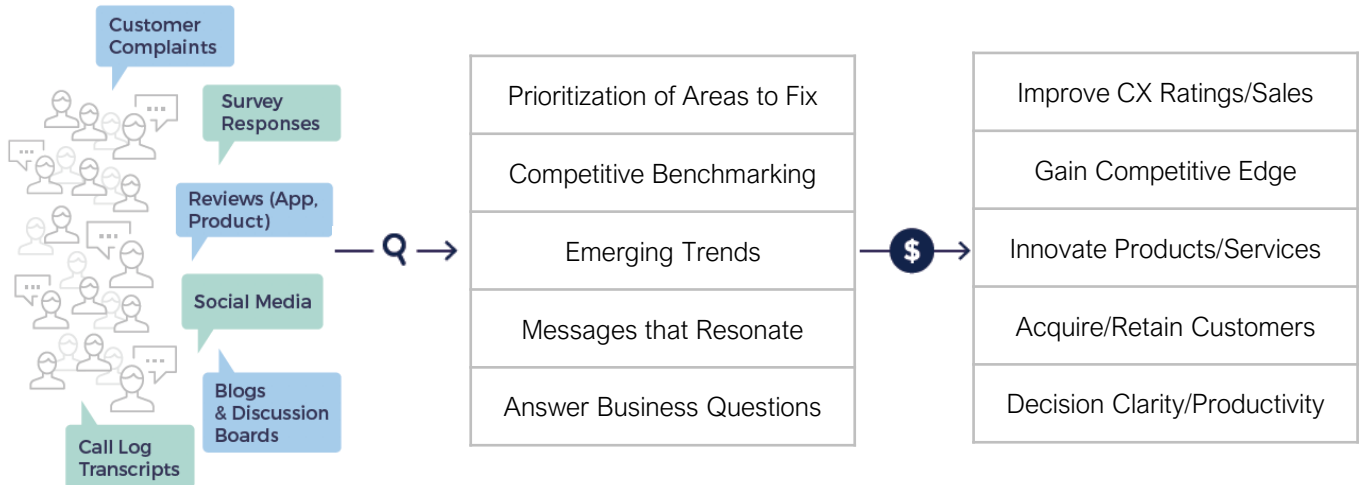 Customer
Complaints
Survey
Responses
Reviews (App,
Product)
Social Media
Blogs
& Discussion
Boards
Call Log
Transcripts
Prioritization of Areas to Fix
Competitive Benchmarking
Emerging Trends
Messages that Resonate
Answer Business Questions
$
Improve CX Ratings/Sales
Gain Competitive Edge
Innovate Products/Services
Acquire/Retain Customers
Decision Clarity/Productivity